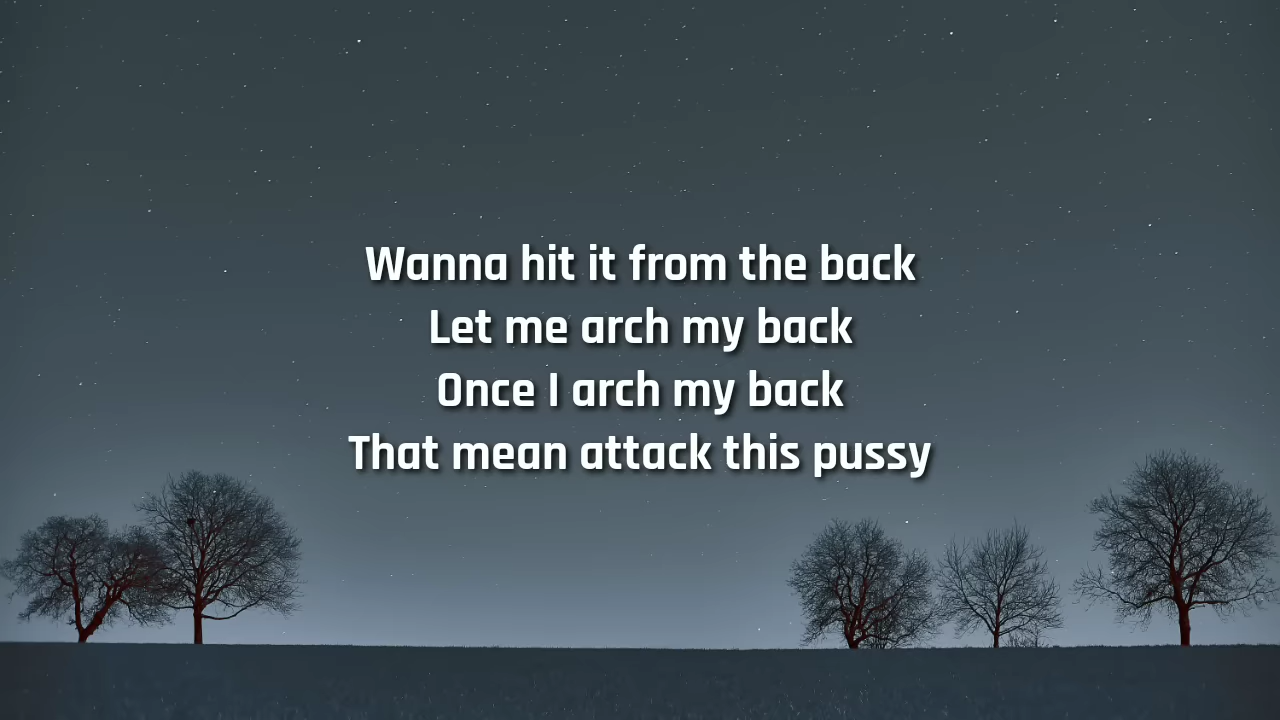 Wanna hit it from the back
Let me arch my back
Once I arch my back
That mean attack this pussy